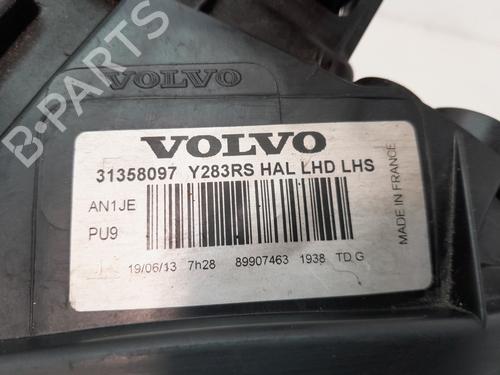 B-PARTS
VOLVO
VOLVO
31358097 Y283RS HAL LHD LHS
AN1JE
PU9
19/06/13 7h28 89907463 1938 TD.G
MADE IN FRANCE